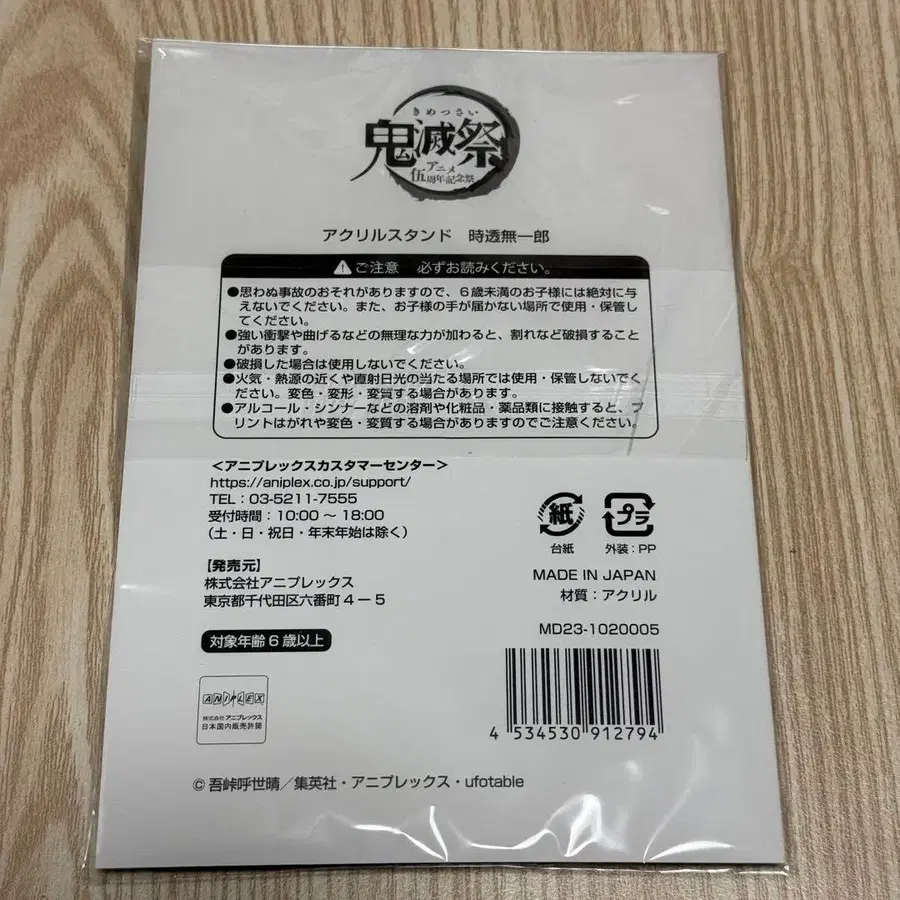 きめつさい
鬼滅祭
アニメ
伍周年記念祭
アクリルスタンド 時透無一郎
ご注意 必ずお読みください。
●思わぬ事故のおそれがありますので、6歳未満のお子様には絶対に与
えないでください。また、お子様の手が届かない場所で使用・保管し
てください。
●強い衝撃や曲げるなどの無理な力が加わると、割れなど破損すること
があります。
●破損した場合は使用しないでください。
●火気・熱源の近くや直射日光の当たる場所では使用・保管しないでく
ださい。変色・変形・変質する場合があります。
●アルコール・シンナーなどの溶剤や化粧品・薬品類に接触すると、プ
リントはがれや変色・変質する場合がありますのでご注意ください。
＜アニプレックスカスタマーセンター＞
https://aniplex.co.jp/support/
TEL：03-5211-7555
受付時間：10:00 〜 18:00
（土・日・祝日・年末年始は除く）
紙
台紙
プラ
外装：PP
【発売元】
株式会社アニプレックス
東京都千代田区六番町 4 − 5
MADE IN JAPAN
材質：アクリル
対象年齢 6 歳以上
MD23-1020005
4 534530 912794
ANIPLEX
株式会社アニプレックス
日本国内販売許諾
© 吾峠呼世晴／集英社・アニプレックス・ufotable